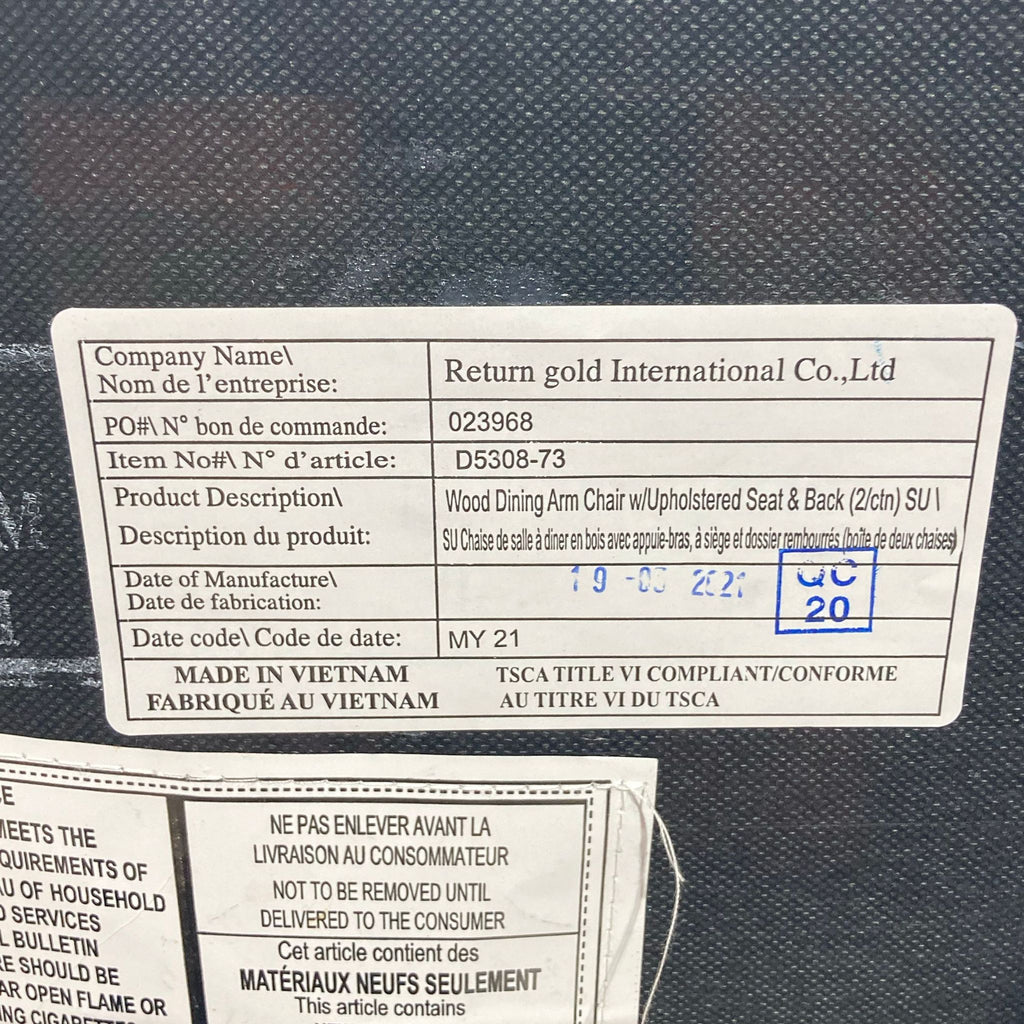 Company Name\
Nom de l'entreprise:
Return gold International Co.,Ltd
PO#\ N° bon de commande:
023968
Item No#\ N° d'article:
D5308-73
Product Description\
Description du produit:
Wood Dining Arm Chair w/Upholstered Seat & Back (2/ctn) SU \
SU Chaise de salle à diner en bois avec appuie-bras, à siège et dossier rembourrés (boîte de deux chaises)
Date of Manufacture\
Date de fabrication:
19 2021
QC
20
Date code\ Code de date:
MY 21
MADE IN VIETNAM
FABRIQUÉ AU VIETNAM
TSCA TITLE VI COMPLIANT/CONFORME
AU TITRE VI DU TSCA
MEETS THE
REQUIREMENTS OF
OF HOUSEHOLD
SERVICES
BULLETIN
SHOULD BE
OPEN FLAME OR
NE PAS ENLEVER AVANT LA
LIVRAISON AU CONSOMMATEUR
NOT TO BE REMOVED UNTIL
DELIVERED TO THE CONSUMER
Cet article contient des
MATÉRIAUX NEUFS SEULEMENT
This article contains